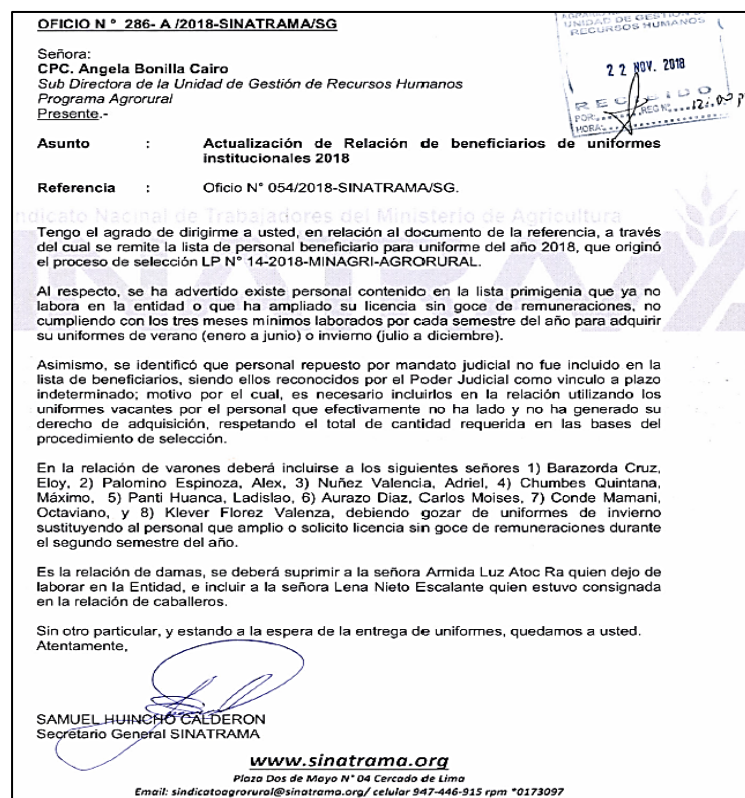 OFICIO N º 286- A /2018-SINATRAMA/SG
UNIDAD DE GESTIÓN DE
RECURSOS HUMANOS
22 NOV. 2018
RECIBIDO
POR: REG Nº
HORA: 12:00 p
Señora:
CPC. Angela Bonilla Cairo
Sub Directora de la Unidad de Gestión de Recursos Humanos
Programa Agrorural
Presente.-
Asunto : Actualización de Relación de beneficiarios de uniformes
institucionales 2018
Referencia : Oficio N° 054/2018-SINATRAMA/SG.
Sindicato Nacinal de Trabajadores del Ministerio de Agricultura
Tengo el agrado de dirigirme a usted, en relación al documento de la referencia, a través
del cual se remite la lista de personal beneficiario para uniforme del año 2018, que originó
el proceso de selección LP N° 14-2018-MINAGRI-AGRORURAL.
SINATRAMA
Al respecto, se ha advertido existe personal contenido en la lista primigenia que ya no
labora en la entidad o que ha ampliado su licencia sin goce de remuneraciones, no
cumpliendo con los tres meses mínimos laborados por cada semestre del año para adquirir
su uniformes de verano (enero a junio) o invierno (julio a diciembre).
Asimismo, se identificó que personal repuesto por mandato judicial no fue incluido en la
lista de beneficiarios, siendo ellos reconocidos por el Poder Judicial como vinculo a plazo
indeterminado; motivo por el cual, es necesario incluirlos en la relación utilizando los
uniformes vacantes por el personal que efectivamente no ha lado y no ha generado su
derecho de adquisición, respetando el total de cantidad requerida en las bases del
procedimiento de selección.
En la relación de varones deberá incluirse a los siguientes señores 1) Barazorda Cruz,
Eloy, 2) Palomino Espinoza, Alex, 3) Nuñez Valencia, Adriel, 4) Chumbes Quintana,
Máximo, 5) Panti Huanca, Ladislao, 6) Aurazo Diaz, Carlos Moises, 7) Conde Mamani,
Octaviano, y 8) Klever Florez Valenza, debiendo gozar de uniformes de invierno
sustituyendo al personal que amplio o solicito licencia sin goce de remuneraciones durante
el segundo semestre del año.
Es la relación de damas, se deberá suprimir a la señora Armida Luz Atoc Ra quien dejo de
laborar en la Entidad, e incluir a la señora Lena Nieto Escalante quien estuvo consignada
en la relación de caballeros.
Sin otro particular, y estando a la espera de la entrega de uniformes, quedamos a usted.
Atentamente,
SAMUEL HUINCHO CALDERON
Secretario General SINATRAMA
www.sinatrama.org
Plaza Dos de Mayo N° 04 Cercado de Lima
Email: sindicatoagrorural@sinatrama.org/ celular 947-446-915 rpm *0173097